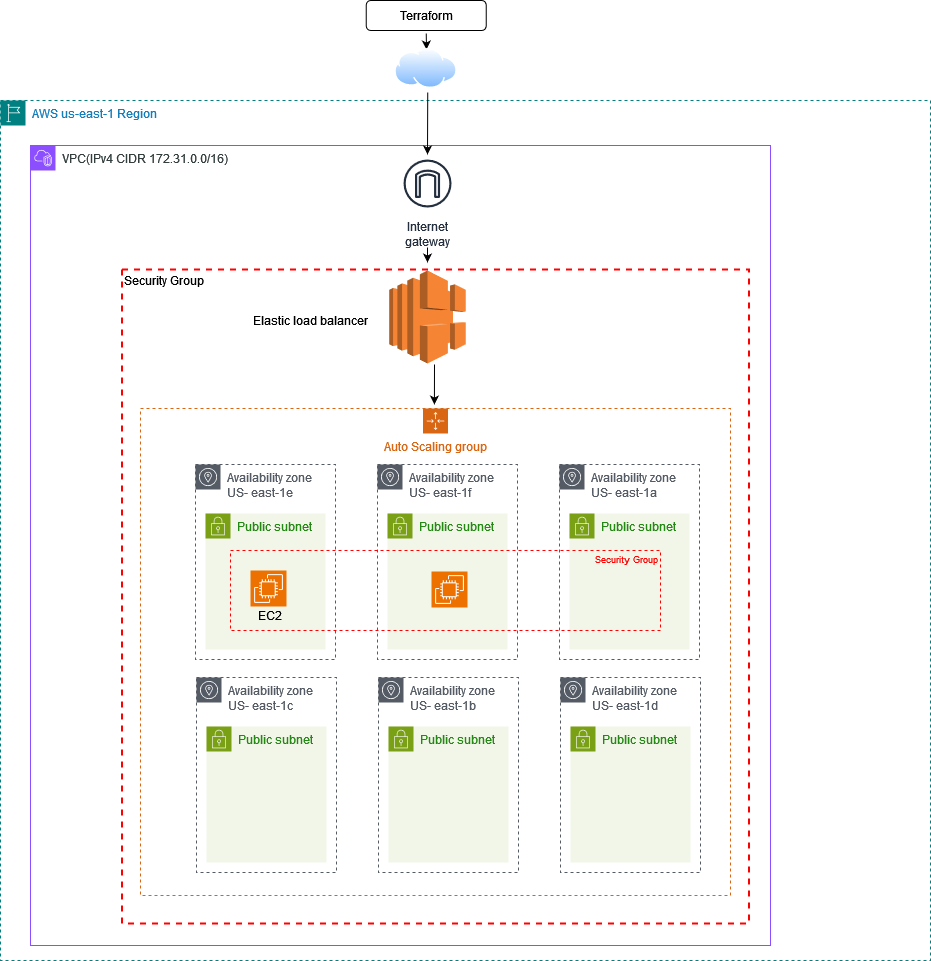 Terraform
AWS us-east-1 Region
VPC(IPv4 CIDR 172.31.0.0/16)
Internet
gateway
Security Group
Elastic load balancer
Auto Scaling group
Availability zone
US- east-1e
Public subnet
EC2
Availability zone
US- east-1f
Public subnet
Availability zone
US- east-1a
Public subnet
Security Group
Availability zone
US- east-1c
Public subnet
Availability zone
US- east-1b
Public subnet
Availability zone
US- east-1d
Public subnet